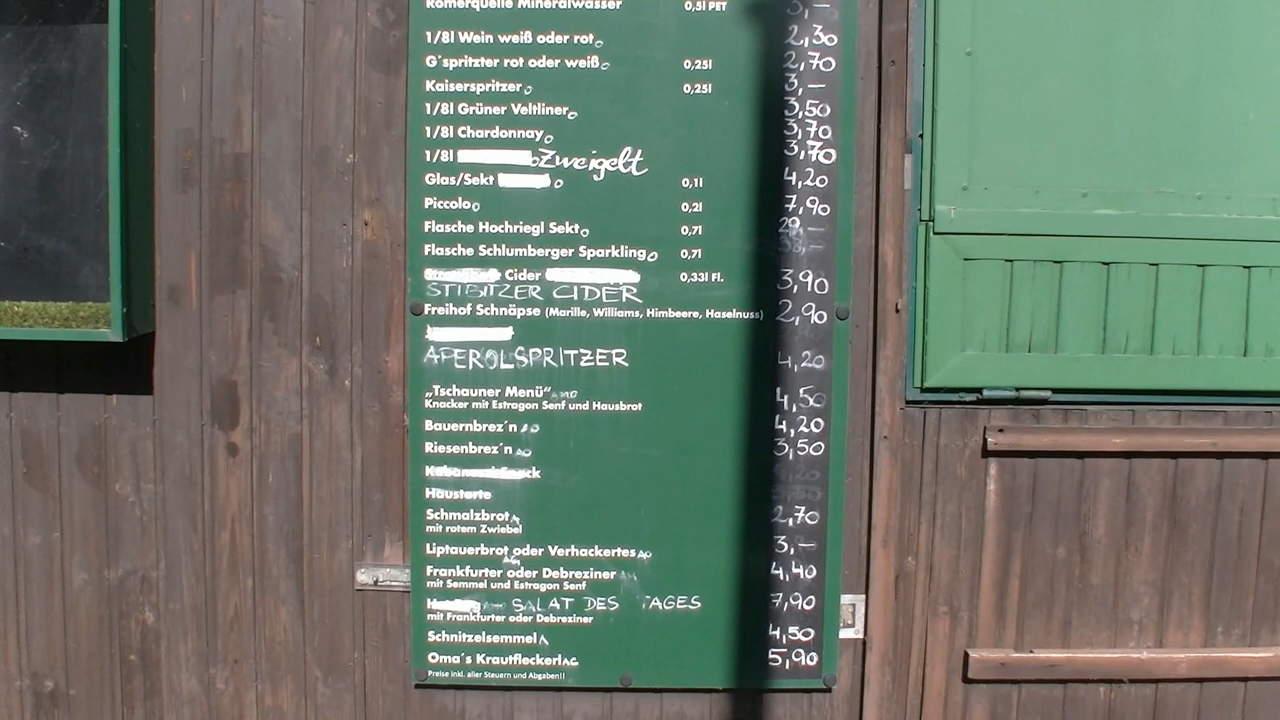 Römerquelle Mineralwasser 0,5l PET 3,—
1/8l Wein weiß oder rot O 2,30
G´spritzter rot oder weiß O 0,25l 2,70
Kaiserspritzer O 0,25l 3,—
1/8l Grüner Veltliner O 3,50
1/8l Chardonnay O 3,70
1/8l O Zweigelt 3,70
Glas/Sekt O 0,1l 4,20
Piccolo O 0,2l 7,90
Flasche Hochriegl Sekt O 0,7l 29,—
Flasche Schlumberger Sparkling O 0,7l 38,—
Cider 0,33l Fl. 3,90
STIBITZER CIDER
Freihof Schnäpse (Marille, Williams, Himbeere, Haselnuss) 2,90
APEROLSPRITZER 4,20
„Tschauner Menü“ 4,50
Knacker mit Estragon Senf und Hausbrot
Bauernbrez´n 4,20
Riesenbrez´n AO 3,50
Haustorte
Schmalzbrot A 2,70
mit rotem Zwiebel
Liptauerbrot oder Verhackertes AO 3,—
Frankfurter oder Debreziner 4,40
mit Semmel und Estragon Senf
SALAT DES TAGES 7,90
mit Frankfurter oder Debreziner
Schnitzelsemmel A 4,50
Oma´s Krautfleckerl AC 5,90
Preise inkl. aller Steuern und Abgaben!!